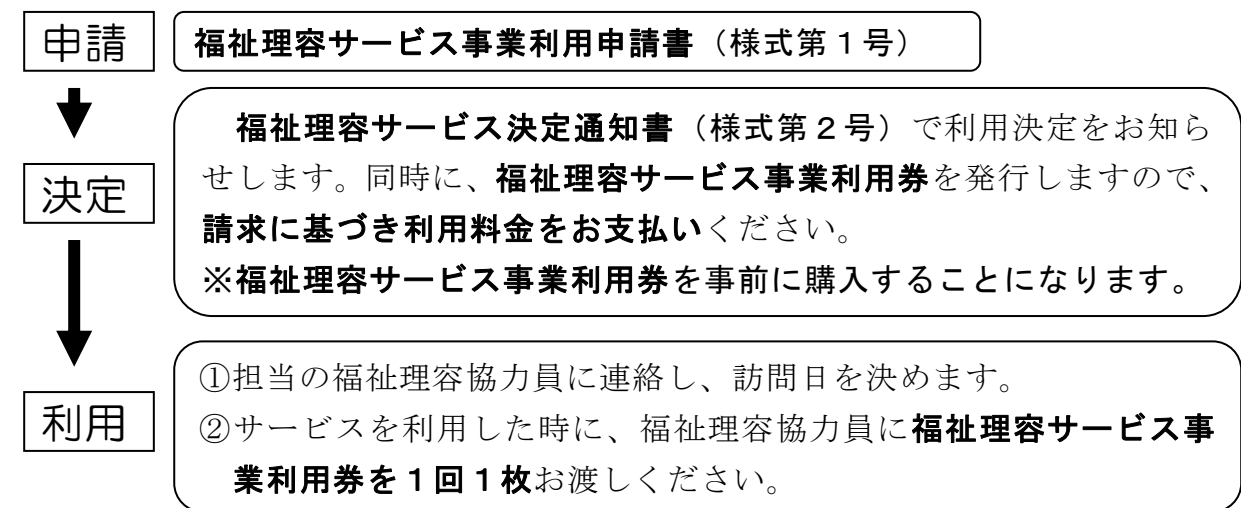 申請
福祉理容サービス事業利用申請書（様式第１号）
決定
福祉理容サービス決定通知書（様式第２号）で利用決定をお知ら
せします。同時に、福祉理容サービス事業利用券を発行しますので、
請求に基づき利用料金をお支払いください。
※福祉理容サービス事業利用券を事前に購入することになります。
利用
①担当の福祉理容協力員に連絡し、訪問日を決めます。
②サービスを利用した時に、福祉理容協力員に福祉理容サービス事
業利用券を１回１枚お渡しください。